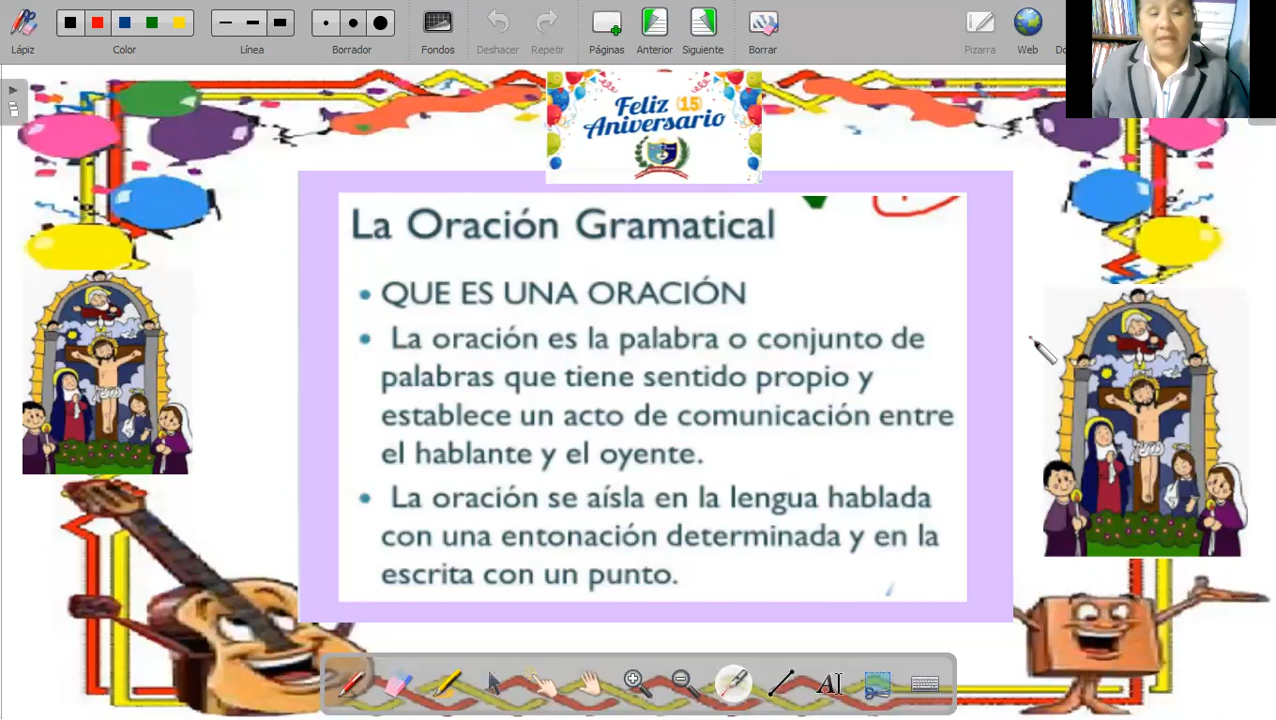 Lápiz
Color
Línea
Borrador
Fondos
Deshacer
Repetir
Páginas
Anterior
Siguiente
Borrar
Pizarra
Web
Feliz 15
Aniversario
La Oración Gramatical
• QUE ES UNA ORACIÓN
• La oración es la palabra o conjunto de
palabras que tiene sentido propio y
establece un acto de comunicación entre
el hablante y el oyente.
• La oración se aísla en la lengua hablada
con una entonación determinada y en la
escrita con un punto.